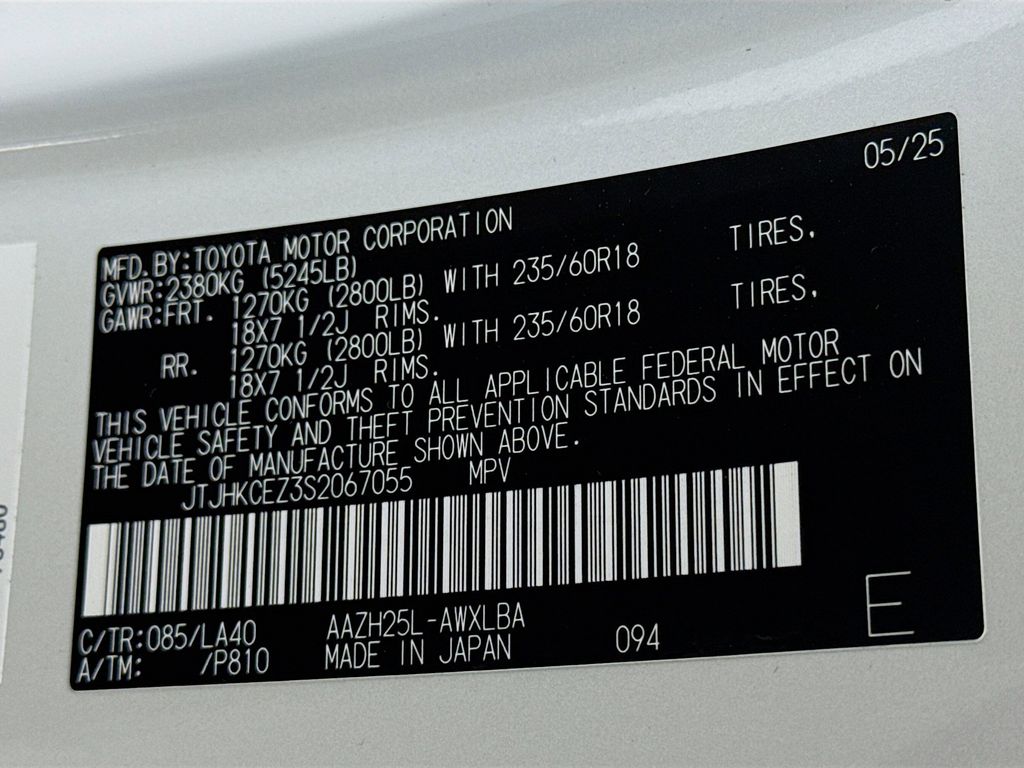 05/25
MFD.BY:TOYOTA MOTOR CORPORATION
GVWR:2380KG (5245LB)
GAWR:FRT. 1270KG (2800LB) WITH 235/60R18 TIRES,
18X7 1/2J RIMS.
RR. 1270KG (2800LB) WITH 235/60R18 TIRES,
18X7 1/2J RIMS.
THIS VEHICLE CONFORMS TO ALL APPLICABLE FEDERAL MOTOR
VEHICLE SAFETY AND THEFT PREVENTION STANDARDS IN EFFECT ON
THE DATE OF MANUFACTURE SHOWN ABOVE.
JTJHKCEZ3S2067055 MPV
C/TR:085/LA40 AAZH25L-AWXLBA
A/TM: /P810 MADE IN JAPAN 094 E